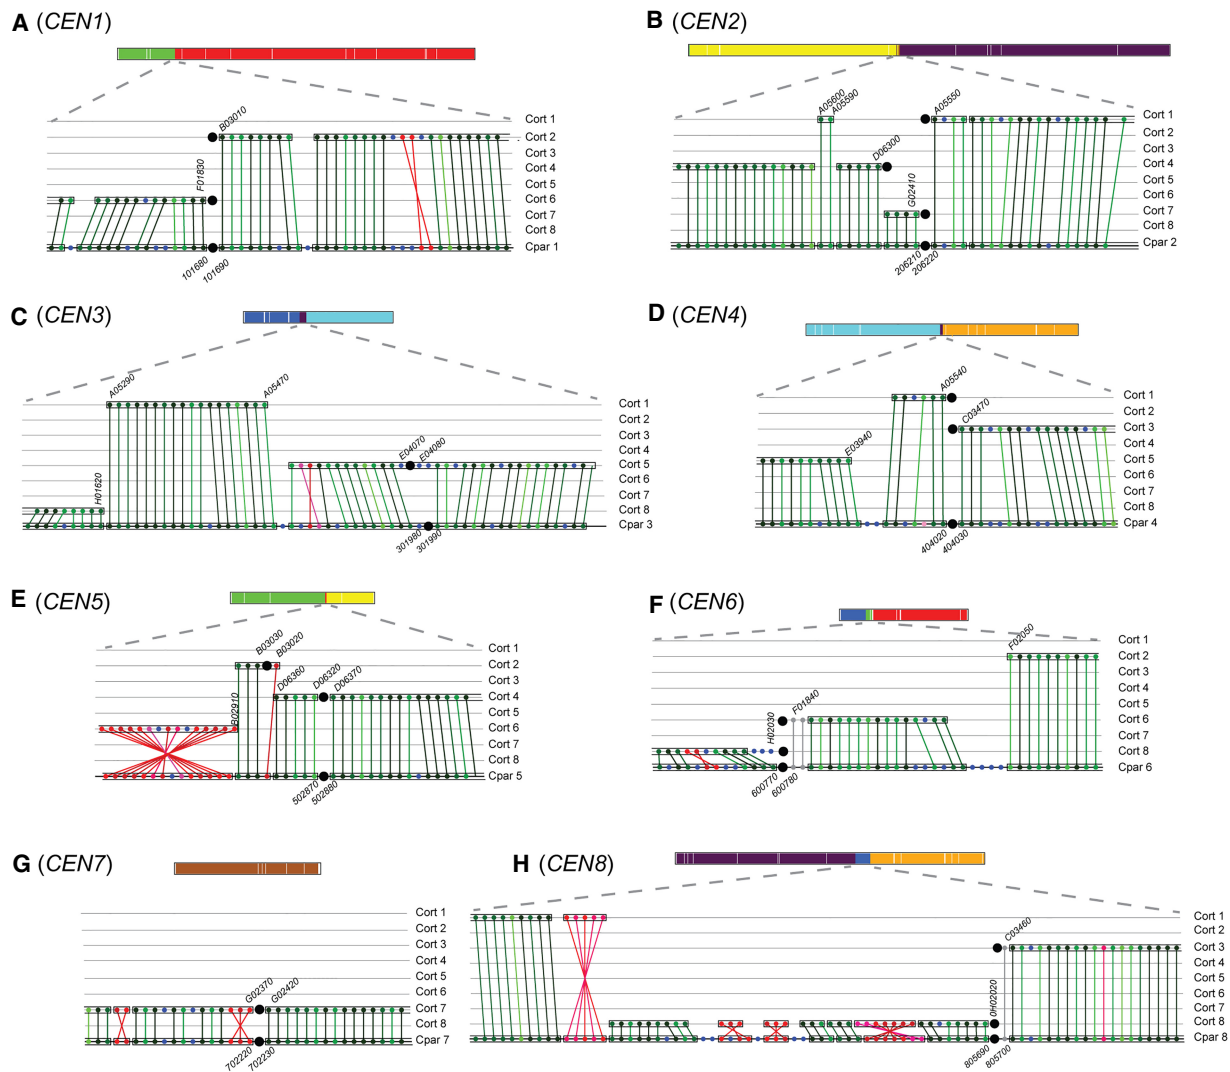 A (CEN1)
B03010
F01830
Cort 1
Cort 2
Cort 3
Cort 4
Cort 5
Cort 6
Cort 7
Cort 8
Cpar 1
101680
101690
B (CEN2)
A05600
A05590
A05550
D06300
G02410
Cort 1
Cort 2
Cort 3
Cort 4
Cort 5
Cort 6
Cort 7
Cort 8
Cpar 2
206210
206220
C (CEN3)
A05290
A05470
H01620
E04070
E04080
Cort 1
Cort 2
Cort 3
Cort 4
Cort 5
Cort 6
Cort 7
Cort 8
Cpar 3
301980
301990
D (CEN4)
A05540
C03470
E03940
Cort 1
Cort 2
Cort 3
Cort 4
Cort 5
Cort 6
Cort 7
Cort 8
Cpar 4
404020
404030
E (CEN5)
B03030
B03020
B02910
D06360
D06320
D06370
Cort 1
Cort 2
Cort 3
Cort 4
Cort 5
Cort 6
Cort 7
Cort 8
Cpar 5
502870
502880
F (CEN6)
F02050
F01840
H02030
Cort 1
Cort 2
Cort 3
Cort 4
Cort 5
Cort 6
Cort 7
Cort 8
Cpar 6
600770
600780
G (CEN7)
G02370
G02420
Cort 1
Cort 2
Cort 3
Cort 4
Cort 5
Cort 6
Cort 7
Cort 8
Cpar 7
702220
702230
H (CEN8)
C03460
0H02020
Cort 1
Cort 2
Cort 3
Cort 4
Cort 5
Cort 6
Cort 7
Cort 8
Cpar 8
805690
805700